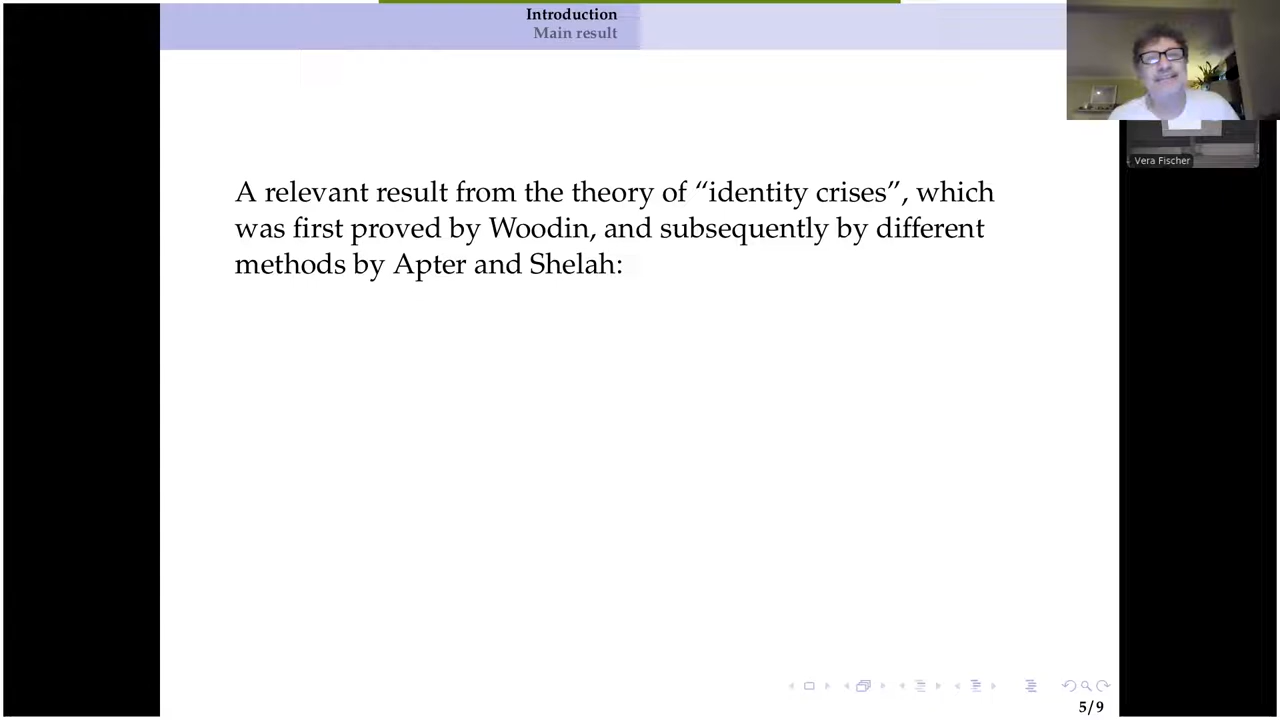 Introduction
Main result
Vera Fischer
A relevant result from the theory of “identity crises”, which
was first proved by Woodin, and subsequently by different
methods by Apter and Shelah:
5/9